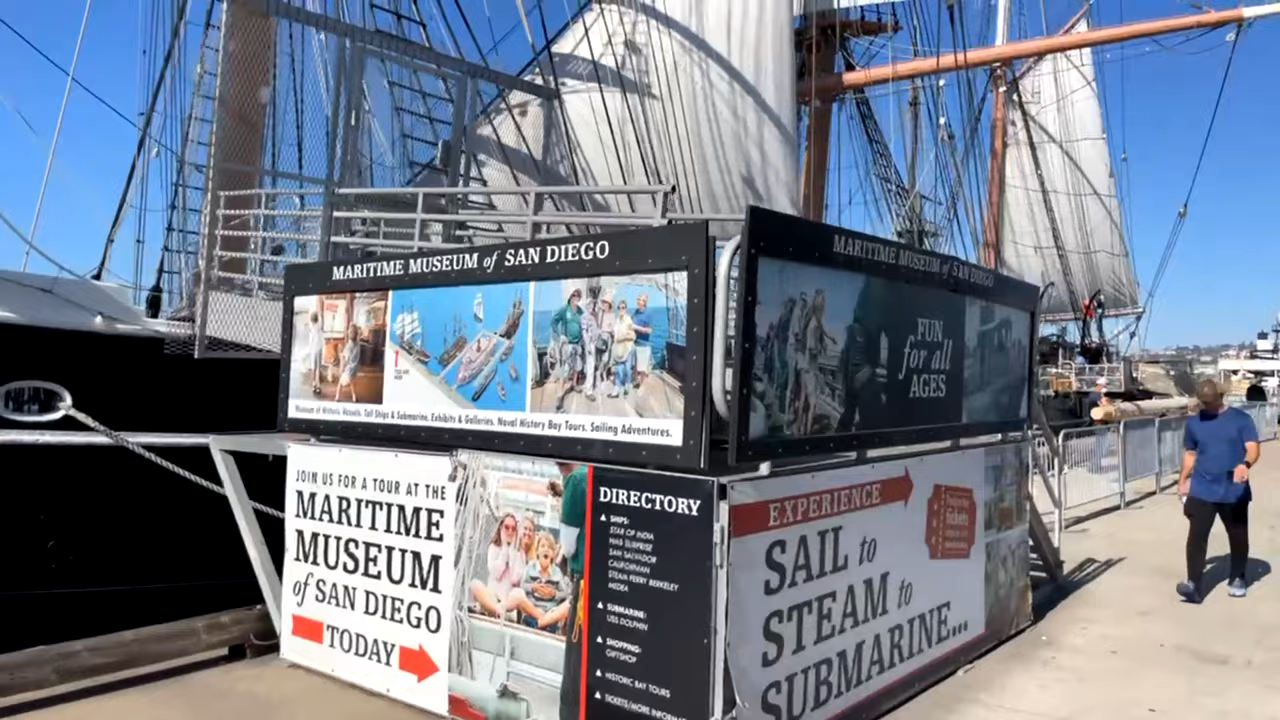 MARITIME MUSEUM of SAN DIEGO
Museum of Historic Vessels. Tall Ships & Submarine. Exhibits & Galleries. Naval History Bay Tours. Sailing Adventures.
MARITIME MUSEUM of SAN DIEGO
FUN
for all
AGES
JOIN US FOR A TOUR AT THE
MARITIME
MUSEUM
of SAN DIEGO
TODAY
DIRECTORY
SHIPS:
STAR OF INDIA
HMS SURPRISE
SAN SALVADOR
CALIFORNIAN
STEAM FERRY BERKELEY
MEDEA
SUBMARINE:
USS DOLPHIN
SHOPPING:
GIFTSHOP
HISTORIC BAY TOURS
TICKETS/MORE
EXPERIENCE
SAIL to
STEAM to
SUBMARINE...
tickets